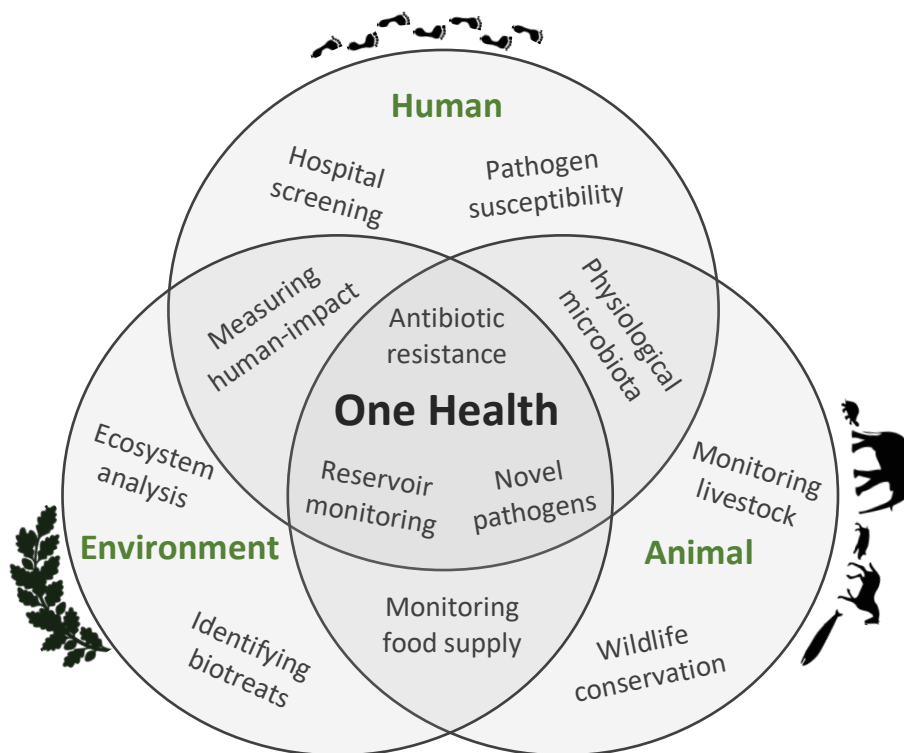 Human
Hospital
screening
Pathogen
susceptibility
Measuring
human-impact
Antibiotic
resistance
Physiological
microbiota
One Health
Ecosystem
analysis
Reservoir
monitoring
Novel
pathogens
Monitoring
livestock
Environment
Animal
Identifying
biotreats
Monitoring
food supply
Wildlife
conservation